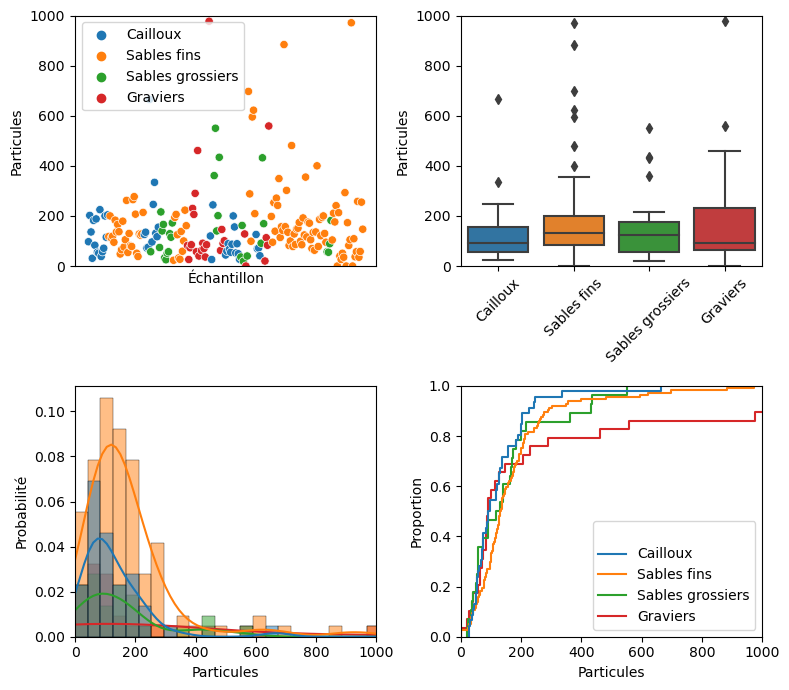 1000
800
600
400
200
0
Particules
Échantillon
Cailloux
Sables fins
Sables grossiers
Graviers
1000
800
600
400
200
0
Particules
Cailloux
Sables fins
Sables grossiers
Graviers
0.10
0.08
0.06
0.04
0.02
0.00
Probabilité
0 200 400 600 800 1000
Particules
1.0
0.8
0.6
0.4
0.2
0.0
Proportion
Cailloux
Sables fins
Sables grossiers
Graviers
0 200 400 600 800 1000
Particules